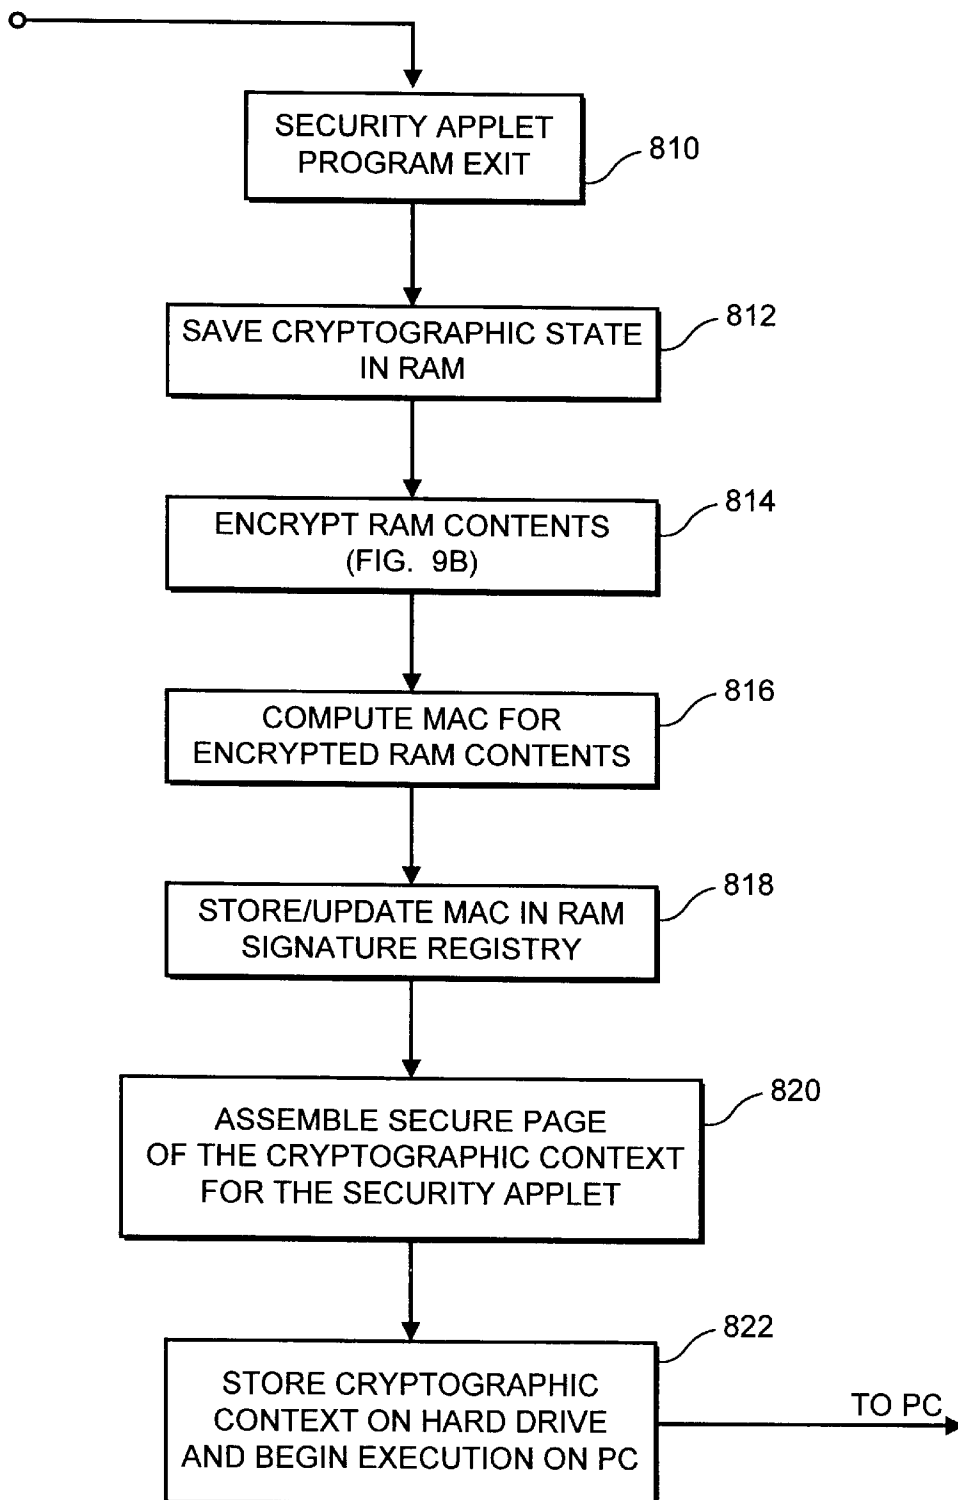 SECURITY APPLET
PROGRAM EXIT
810
SAVE CRYPTOGRAPHIC STATE
IN RAM
812
ENCRYPT RAM CONTENTS
(FIG. 9B)
814
COMPUTE MAC FOR
ENCRYPTED RAM CONTENTS
816
STORE/UPDATE MAC IN RAM
SIGNATURE REGISTRY
818
ASSEMBLE SECURE PAGE
OF THE CRYPTOGRAPHIC CONTEXT
FOR THE SECURITY APPLET
820
STORE CRYPTOGRAPHIC
CONTEXT ON HARD DRIVE
AND BEGIN EXECUTION ON PC
822
TO PC